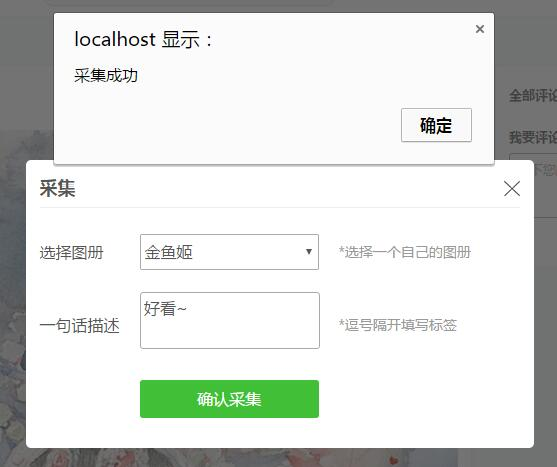 localhost 显示：
采集成功
确定
全部评论
我要评论
采集
选择图册
金鱼姬
*选择一个自己的图册
一句话描述
好看~
*逗号隔开填写标签
确认采集